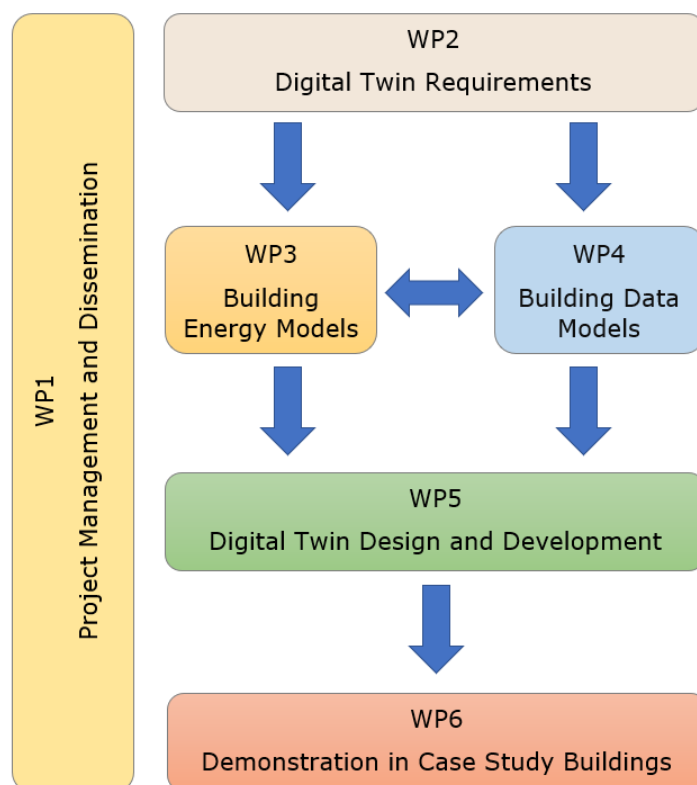 WP1
Project Management and Dissemination
WP2
Digital Twin Requirements
WP3
Building
Energy Models
WP4
Building Data
Models
WP5
Digital Twin Design and Development
WP6
Demonstration in Case Study Buildings